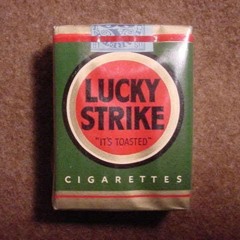 LUCKY
STRIKE
"IT'S TOASTED"
CIGARETTES